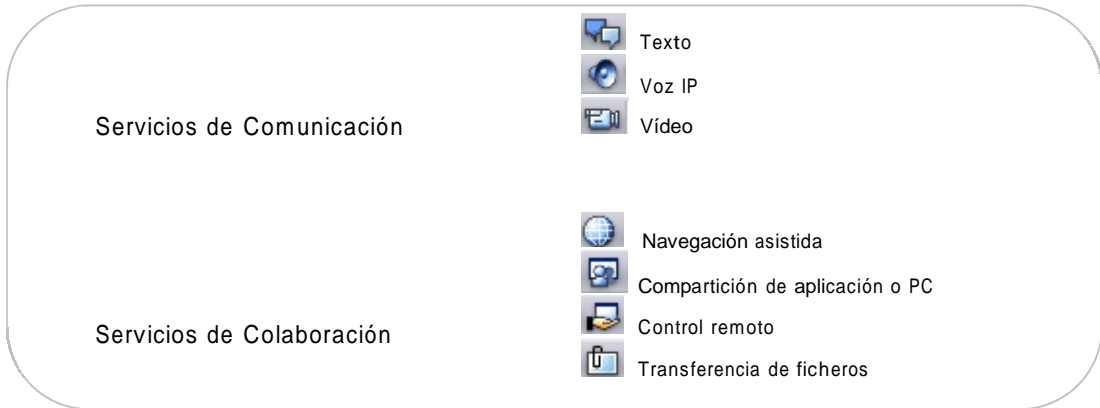 Texto
Voz IP
Servicios de Comunicación
Vídeo
Navegación asistida
Compartición de aplicación o PC
Control remoto
Servicios de Colaboración
Transferencia de ficheros